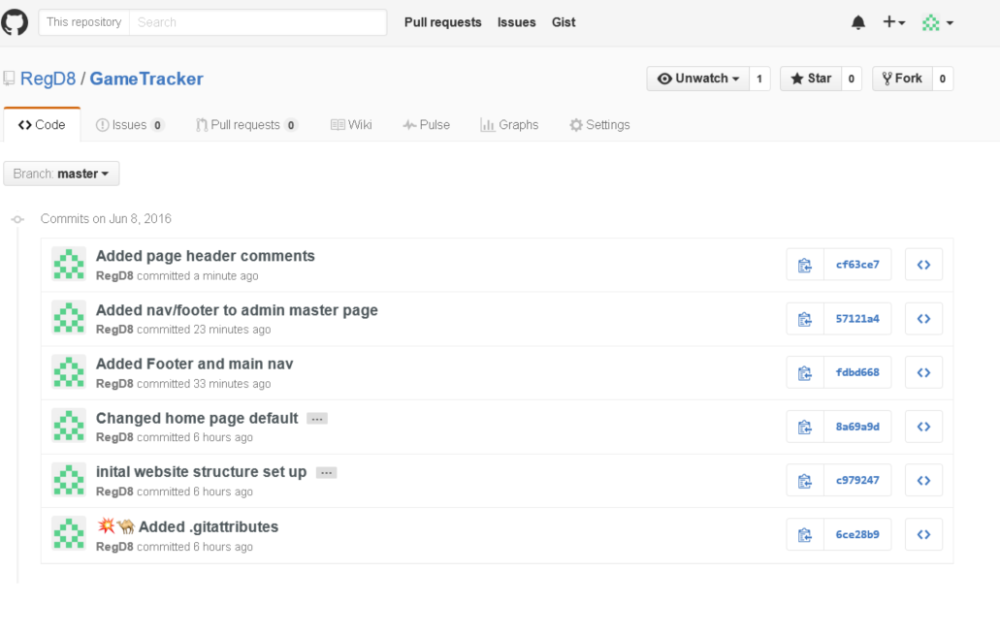 This repository Search Pull requests Issues Gist
RegD8 / GameTracker Unwatch 1 Star 0 Fork 0
Code Issues 0 Pull requests 0 Wiki Pulse Graphs Settings
Branch: master
Commits on Jun 8, 2016
Added page header comments
RegD8 committed a minute ago
cf63ce7
Added nav/footer to admin master page
RegD8 committed 23 minutes ago
57121a4
Added Footer and main nav
RegD8 committed 33 minutes ago
fdbd668
Changed home page default ...
RegD8 committed 6 hours ago
8a69a9d
inital website structure set up ...
RegD8 committed 6 hours ago
c979247
💥🐫 Added .gitattributes
RegD8 committed 6 hours ago
6ce28b9